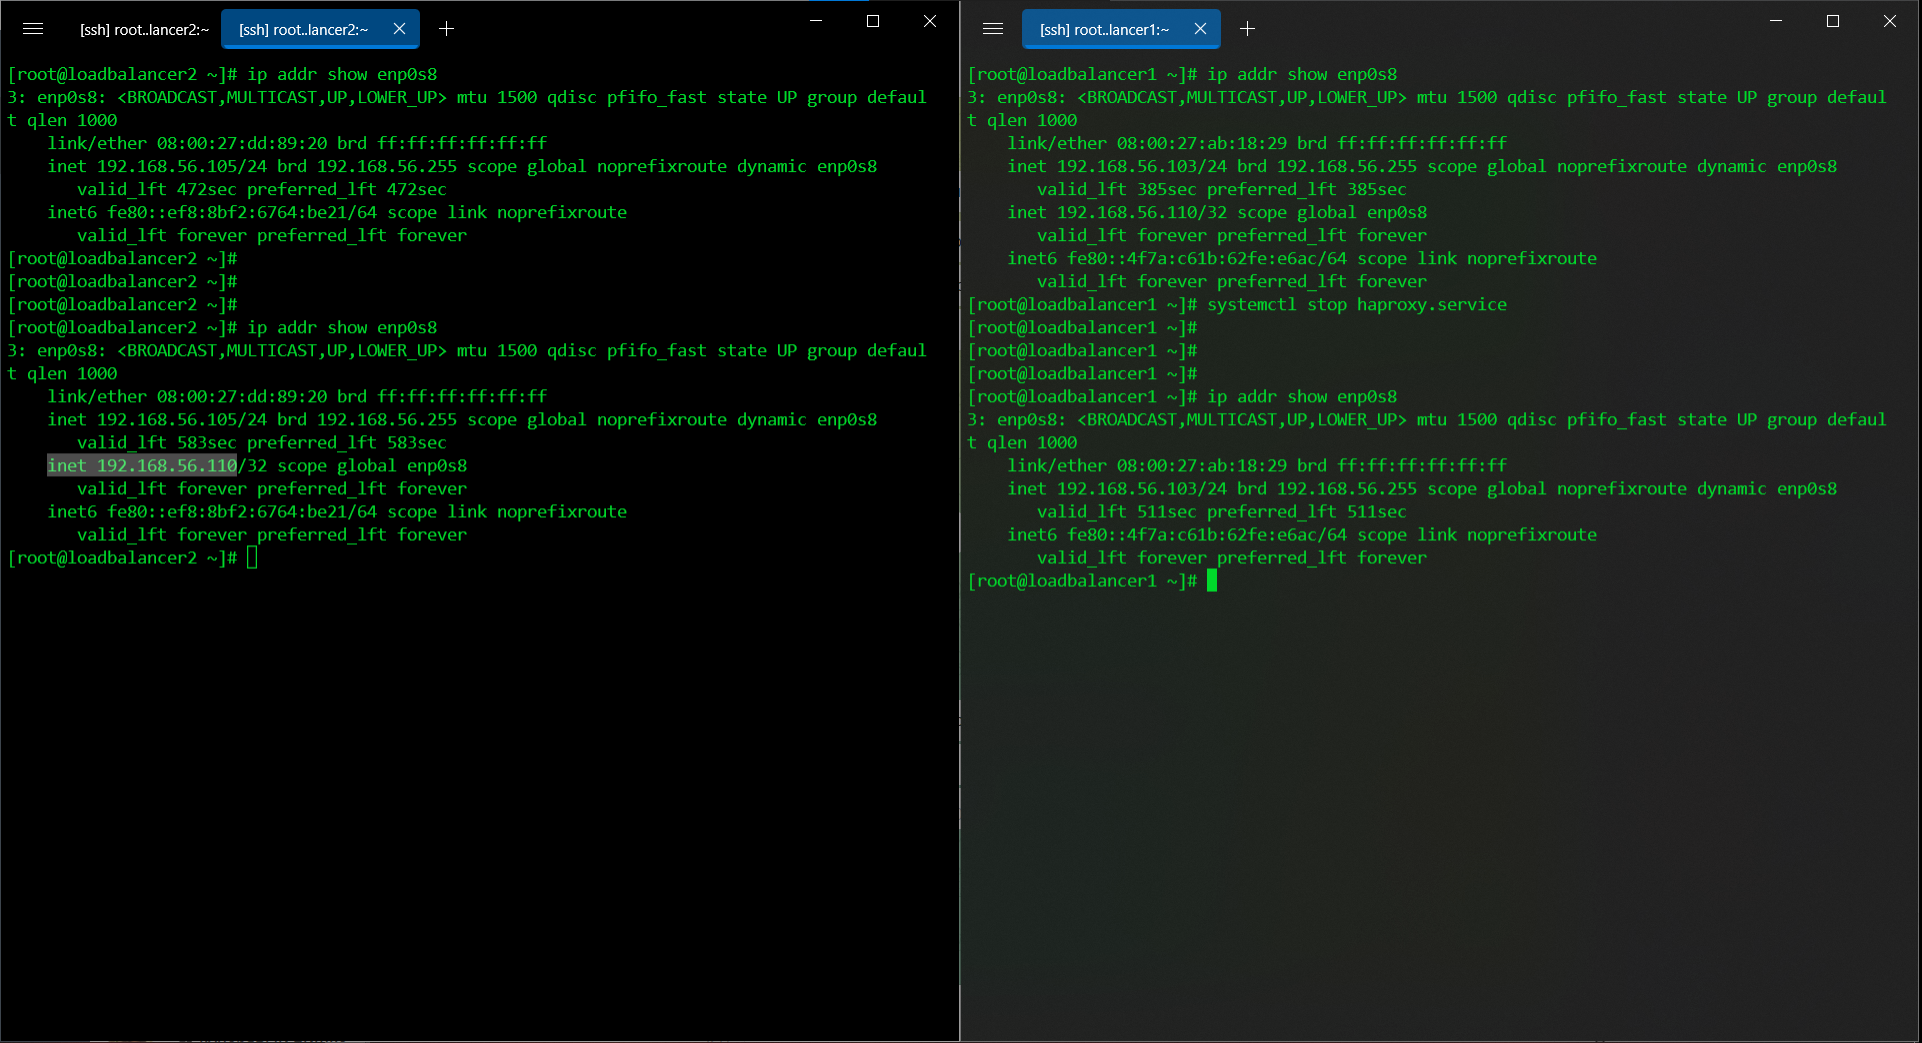 [ssh] root..lancer2:~
[ssh] root..lancer2:~
[root@loadbalancer2 ~]# ip addr show enp0s8
3: enp0s8: <BROADCAST,MULTICAST,UP,LOWER_UP> mtu 1500 qdisc pfifo_fast state UP group defaul
t qlen 1000
    link/ether 08:00:27:dd:89:20 brd ff:ff:ff:ff:ff:ff
    inet 192.168.56.105/24 brd 192.168.56.255 scope global noprefixroute dynamic enp0s8
       valid_lft 472sec preferred_lft 472sec
    inet6 fe80::ef8:8bf2:6764:be21/64 scope link noprefixroute
       valid_lft forever preferred_lft forever
[root@loadbalancer2 ~]#
[root@loadbalancer2 ~]#
[root@loadbalancer2 ~]#
[root@loadbalancer2 ~]# ip addr show enp0s8
3: enp0s8: <BROADCAST,MULTICAST,UP,LOWER_UP> mtu 1500 qdisc pfifo_fast state UP group defaul
t qlen 1000
    link/ether 08:00:27:dd:89:20 brd ff:ff:ff:ff:ff:ff
    inet 192.168.56.105/24 brd 192.168.56.255 scope global noprefixroute dynamic enp0s8
       valid_lft 583sec preferred_lft 583sec
    inet 192.168.56.110/32 scope global enp0s8
       valid_lft forever preferred_lft forever
    inet6 fe80::ef8:8bf2:6764:be21/64 scope link noprefixroute
       valid_lft forever preferred_lft forever
[root@loadbalancer2 ~]#
[ssh] root..lancer1:~
[root@loadbalancer1 ~]# ip addr show enp0s8
3: enp0s8: <BROADCAST,MULTICAST,UP,LOWER_UP> mtu 1500 qdisc pfifo_fast state UP group defaul
t qlen 1000
    link/ether 08:00:27:ab:18:29 brd ff:ff:ff:ff:ff:ff
    inet 192.168.56.103/24 brd 192.168.56.255 scope global noprefixroute dynamic enp0s8
       valid_lft 385sec preferred_lft 385sec
    inet 192.168.56.110/32 scope global enp0s8
       valid_lft forever preferred_lft forever
    inet6 fe80::4f7a:c61b:62fe:e6ac/64 scope link noprefixroute
       valid_lft forever preferred_lft forever
[root@loadbalancer1 ~]# systemctl stop haproxy.service
[root@loadbalancer1 ~]#
[root@loadbalancer1 ~]#
[root@loadbalancer1 ~]#
[root@loadbalancer1 ~]# ip addr show enp0s8
3: enp0s8: <BROADCAST,MULTICAST,UP,LOWER_UP> mtu 1500 qdisc pfifo_fast state UP group defaul
t qlen 1000
    link/ether 08:00:27:ab:18:29 brd ff:ff:ff:ff:ff:ff
    inet 192.168.56.103/24 brd 192.168.56.255 scope global noprefixroute dynamic enp0s8
       valid_lft 511sec preferred_lft 511sec
    inet6 fe80::4f7a:c61b:62fe:e6ac/64 scope link noprefixroute
       valid_lft forever preferred_lft forever
[root@loadbalancer1 ~]#